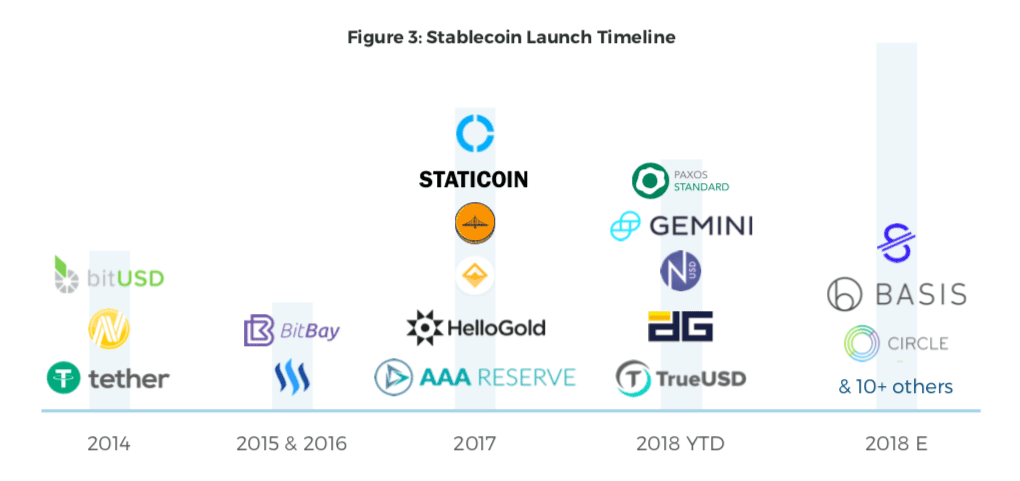 Figure 3: Stablecoin Launch Timeline
bitUSD
tether
BitBay
STATICOIN
HelloGold
AAA RESERVE
PAXOS
STANDARD
GEMINI
N USD
DG
TrueUSD
BASIS
CIRCLE
& 10+ others
2014
2015 & 2016
2017
2018 YTD
2018 E